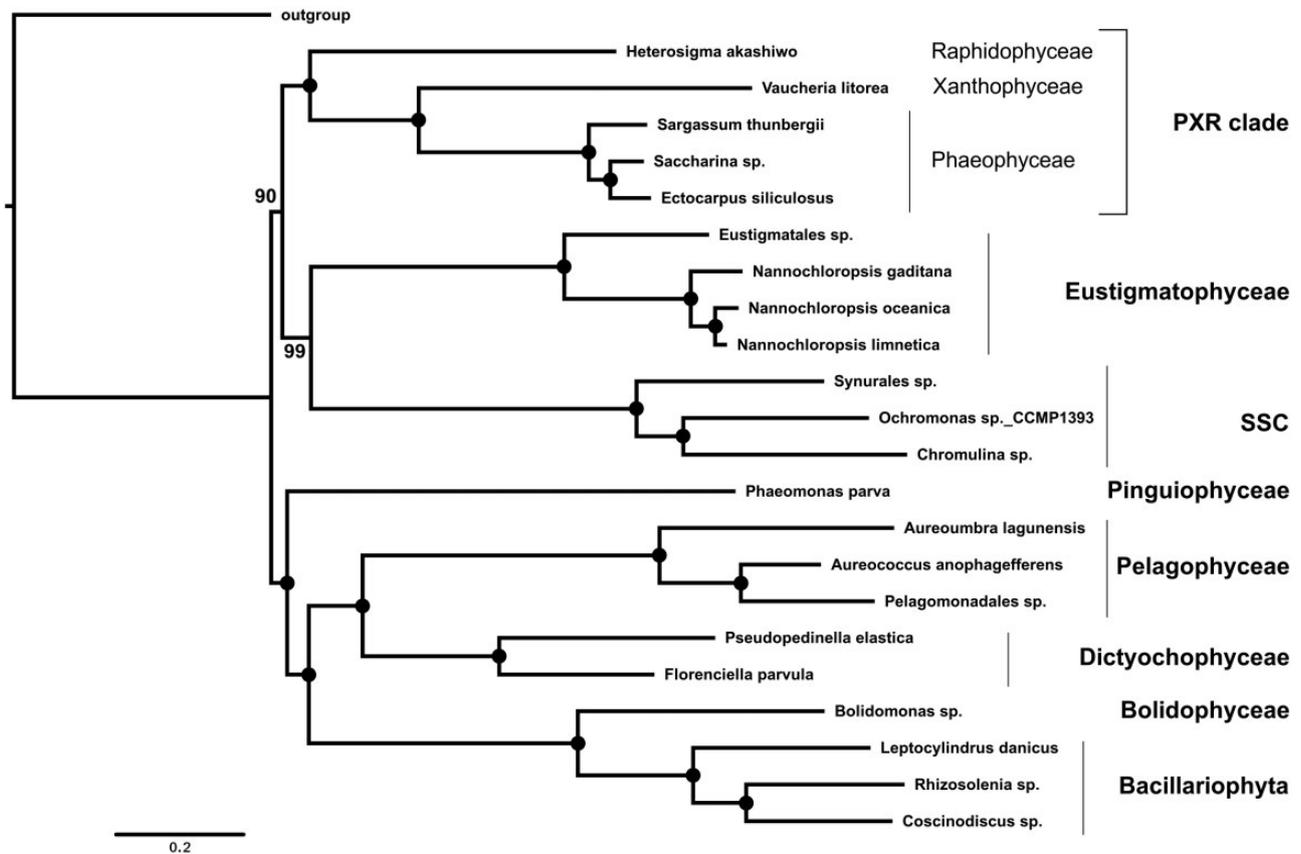 outgroup
Heterosigma akashiwo Raphidophyceae
Vaucheria litorea Xanthophyceae
PXR clade
Sargassum thunbergii
Saccharina sp. Phaeophyceae
Ectocarpus siliculosus
90
Eustigmatales sp.
Nannochloropsis gaditana
Eustigmatophyceae
Nannochloropsis oceanica
Nannochloropsis limnetica
99
Synurales sp.
Ochromonas sp._CCMP1393
SSC
Chromulina sp.
Phaeomonas parva Pinguiophyceae
Aureoumbra lagunensis
Aureococcus anophagefferens Pelagophyceae
Pelagomonadales sp.
Pseudopedinella elastica
Dictyochophyceae
Florenciella parvula
Bolidomonas sp. Bolidophyceae
Leptocylindrus danicus
Rhizosolenia sp. Bacillariophyta
Coscinodiscus sp.
0.2